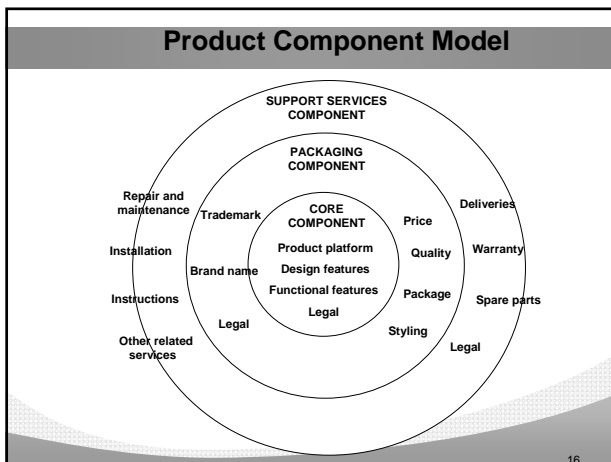 Product Component Model
SUPPORT SERVICES
COMPONENT
PACKAGING
COMPONENT
Repair and
maintenance
Installation
Instructions
Other related
services
Trademark
Brand name
Legal
CORE
COMPONENT
Product platform
Design features
Functional features
Legal
Price
Quality
Package
Styling
Deliveries
Warranty
Spare parts
Legal
16